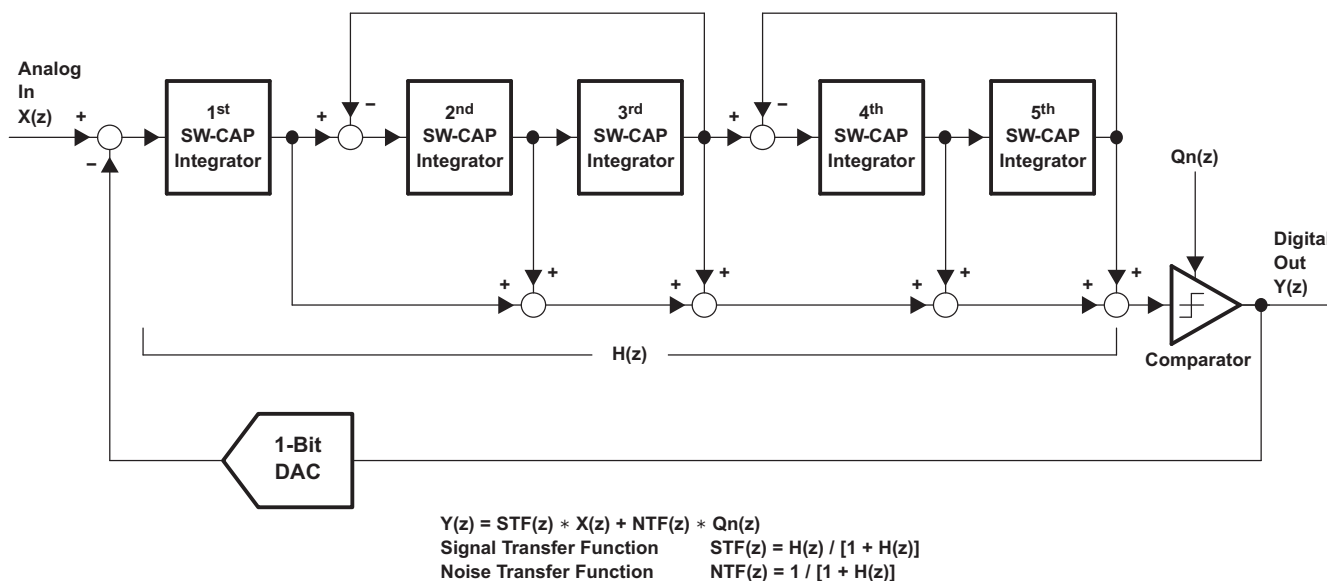 Analog
In
X(z)
+
−
1st
SW-CAP
Integrator
+
−
2nd
SW-CAP
Integrator
3rd
SW-CAP
Integrator
+
−
4th
SW-CAP
Integrator
5th
SW-CAP
Integrator
Qn(z)
Digital
Out
Y(z)
+
+
+
+
+
+
+
+
H(z)
Comparator
1-Bit
DAC
Y(z) = STF(z) ∗ X(z) + NTF(z) ∗ Qn(z)
Signal Transfer Function STF(z) = H(z) / [1 + H(z)]
Noise Transfer Function NTF(z) = 1 / [1 + H(z)]